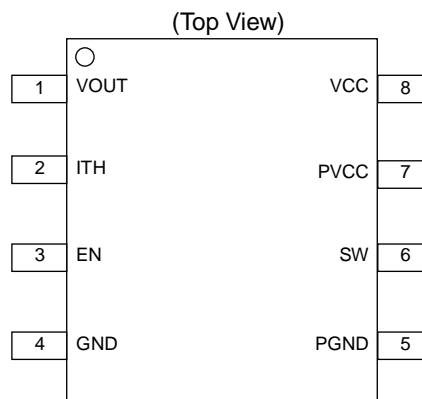 (Top View)
1 VOUT VCC 8
2 ITH PVCC 7
3 EN SW 6
4 GND PGND 5